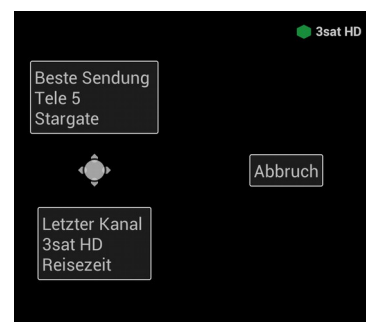 3sat HD
Beste Sendung
Tele 5
Stargate
Abbruch
Letzter Kanal
3sat HD
Reisezeit